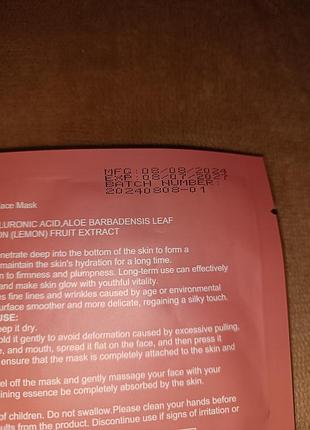 MFG:08/08/2024
EXP:08/07/2027
BATCH NUMBER:
20240808-01
Face Mask
LURONIC ACID,ALOE BARBADENSIS LEAF
ON (LEMON) FRUIT EXTRACT
netrate deep into the bottom of the skin to form a
maintain the skin's hydration for a long time.
n to firmness and plumpness. Long-term use can effectively
and make skin glow with youthful vitality.
es fine lines and wrinkles caused by age or environmental
surface smoother and more delicate, regaining a silky touch.
USE:
eep it dry.
old it gently to avoid deformation caused by excessive pulling,
e, and mouth, spread it flat on the face, and then press it
ensure that the mask is completely attached to the skin and
eel off the mask and gently massage your face with your
ining essence be completely absorbed by the skin.
of children. Do not swallow.Please clean your hands before
ults from the product. Discontinue use if signs of irritation or